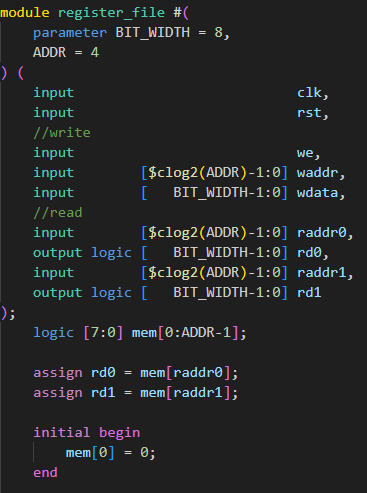 module register_file #(
    parameter BIT_WIDTH = 8,
    ADDR = 4
) (
    input                      clk,
    input                      rst,
    //write
    input                      we,
    input        [$clog2(ADDR)-1:0] waddr,
    input        [   BIT_WIDTH-1:0] wdata,
    //read
    input        [$clog2(ADDR)-1:0] raddr0,
    output logic [   BIT_WIDTH-1:0] rd0,
    input        [$clog2(ADDR)-1:0] raddr1,
    output logic [   BIT_WIDTH-1:0] rd1
);
    logic [7:0] mem[0:ADDR-1];

    assign rd0 = mem[raddr0];
    assign rd1 = mem[raddr1];

    initial begin
        mem[0] = 0;
    end